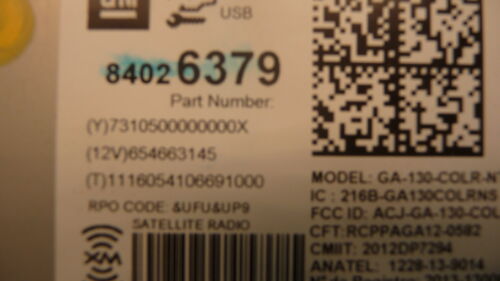 GM
USB
84026379
Part Number:
(Y)7310500000000X
(12V)654663145
(T)1116054106691000
RPO CODE: &UFU&UP9
SATELLITE RADIO
XM
MODEL: GA-130-COLR-N
IC : 216B-GA130COLRNS
FCC ID: ACJ-GA-130-COL
CFT:RCPPAGA12-0582
CMIIT: 2012DP7294
ANATEL: 1228-13-9014